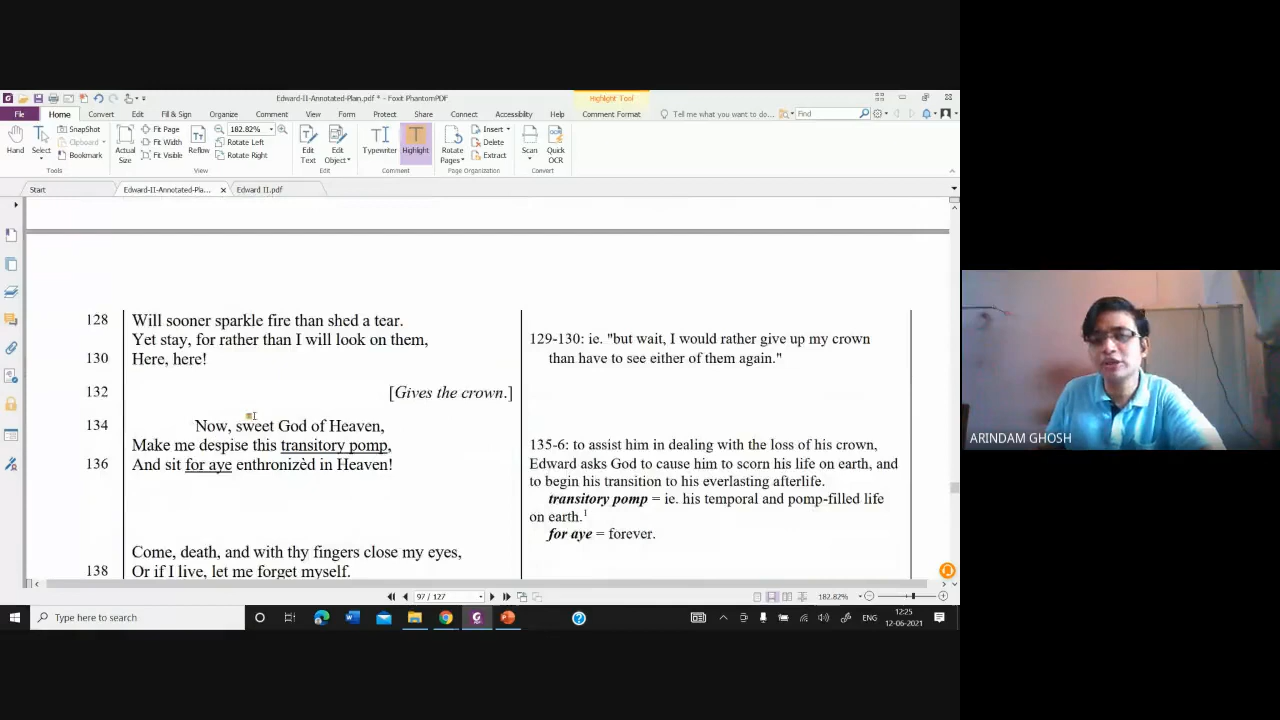 Edward-II-Annotated-Plan.pdf * - Foxit PhantomPDF
Highlight Tool
File
Home
Convert
Edit
Fill & Sign
Organize
Comment
View
Form
Protect
Share
Connect
Accessibility
Help
Comment Format
Tell me what you want to do...
Find
Hand
Select
SnapShot
Clipboard
Bookmark
Tools
Actual Size
Fit Page
Fit Width
Fit Visible
Reflow
182.82%
Rotate Left
Rotate Right
View
Edit Text
Edit Object
Edit
Typewriter
Highlight
Comment
Rotate Pages
Insert
Delete
Extract
Page Organization
Scan
Quick OCR
Convert
Start
Edward-II-Annotated-Pla...
Edward II.pdf
128 Will sooner sparkle fire than shed a tear.
Yet stay, for rather than I will look on them,
130 Here, here!
129-130: ie. "but wait, I would rather give up my crown
than have to see either of them again."
132 [Gives the crown.]
134 Now, sweet God of Heaven,
Make me despise this transitory pomp,
136 And sit for aye enthronizèd in Heaven!
135-6: to assist him in dealing with the loss of his crown,
Edward asks God to cause him to scorn his life on earth, and
to begin his transition to his everlasting afterlife.
transitory pomp = ie. his temporal and pomp-filled life
on earth.1
for aye = forever.
Come, death, and with thy fingers close my eyes,
138 Or if I live, let me forget myself.
97 / 127
182.82%
Type here to search
ENG
12:25
12-06-2021
ARINDAM GHOSH